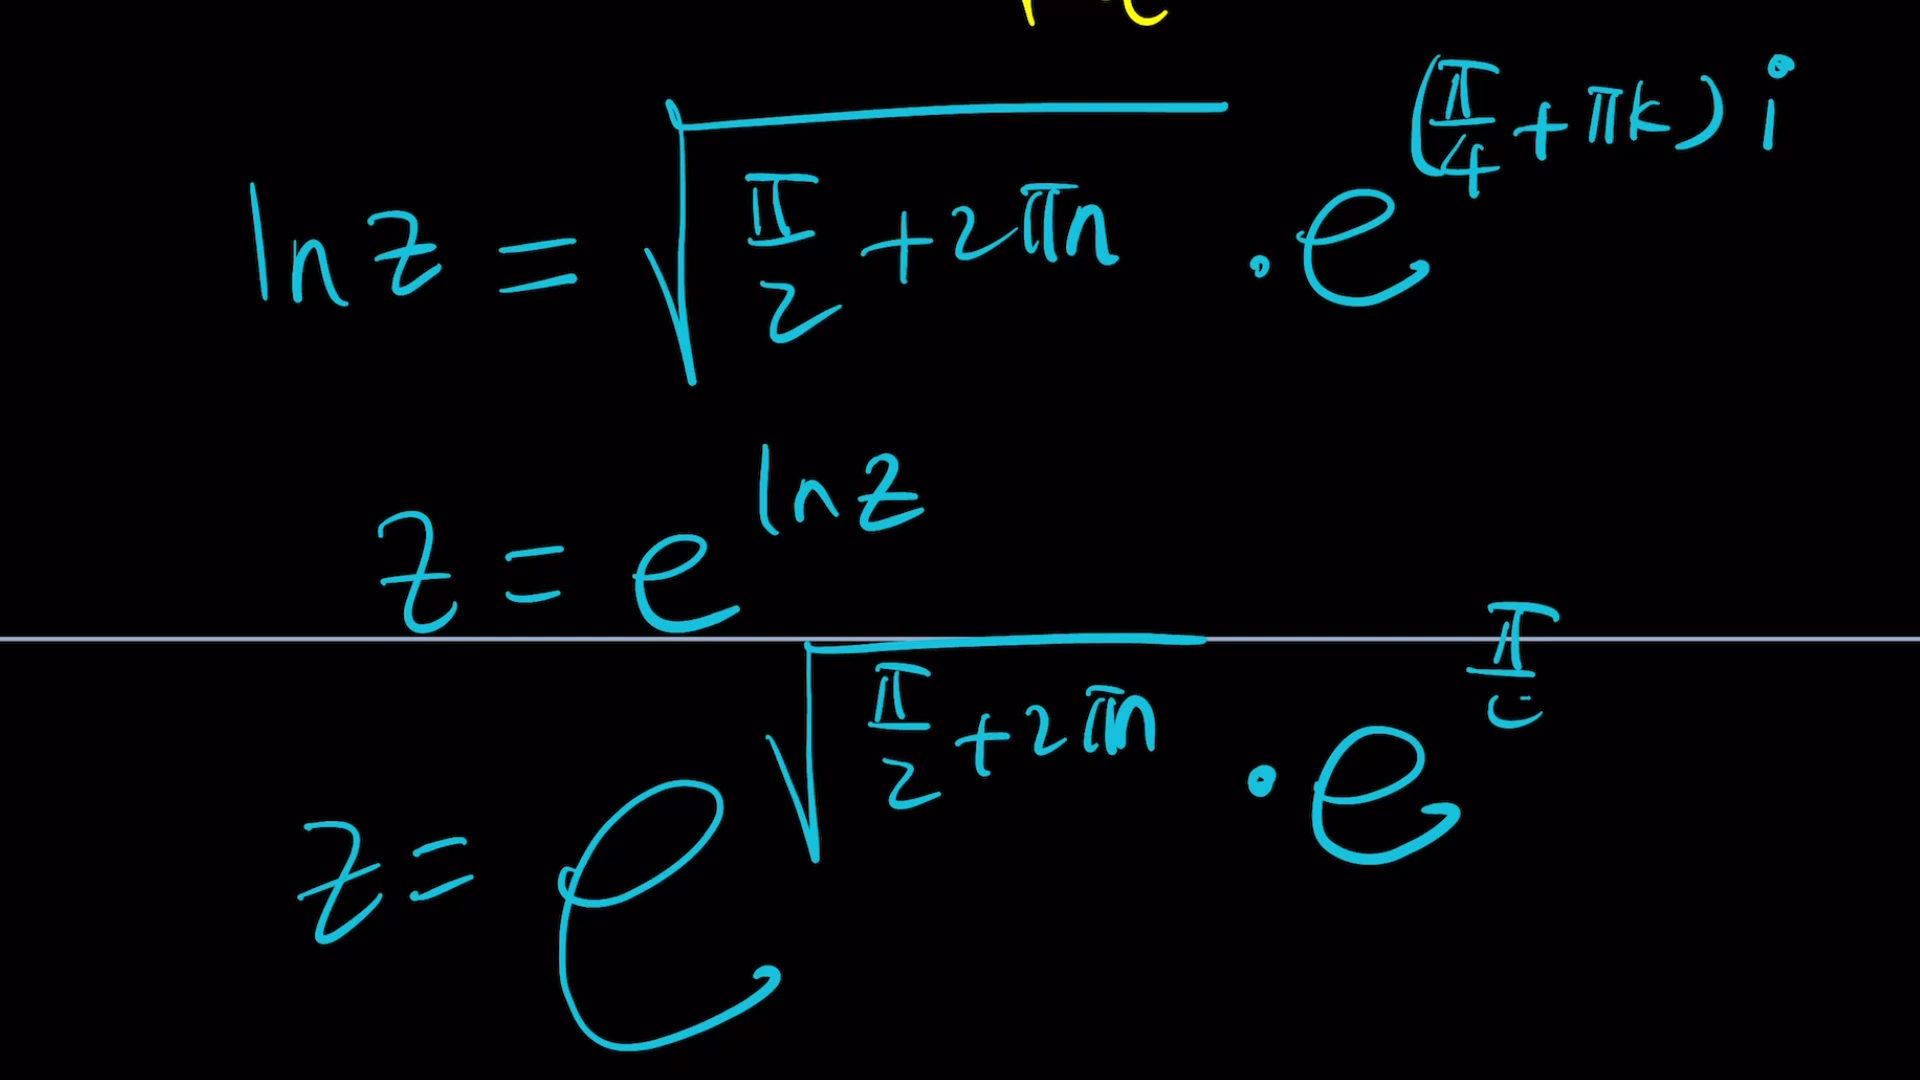 ln z = √(π/2 + 2πn) · e^((π/4 + πk) i)
z = e^(ln z)
z = e^(√(π/2 + 2πn) · e^(π/